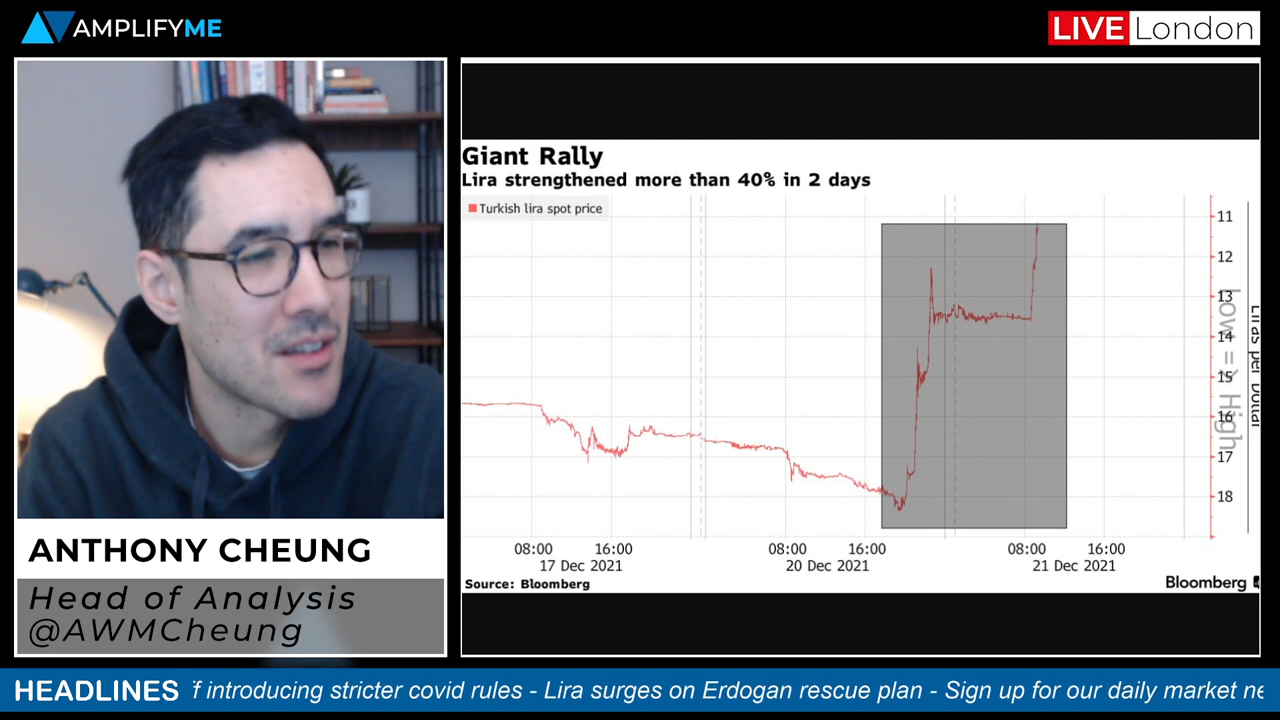 AMPLIFYME
LIVE London
Giant Rally
Lira strengthened more than 40% in 2 days
Turkish lira spot price
11
12
13
14
15
16
17
18
Low => High
Liras per Dollar
08:00 16:00 08:00 16:00 08:00 16:00
17 Dec 2021 20 Dec 2021 21 Dec 2021
Source: Bloomberg
Bloomberg
ANTHONY CHEUNG
Head of Analysis
@AWMCheung
HEADLINES f introducing stricter covid rules - Lira surges on Erdogan rescue plan - Sign up for our daily market